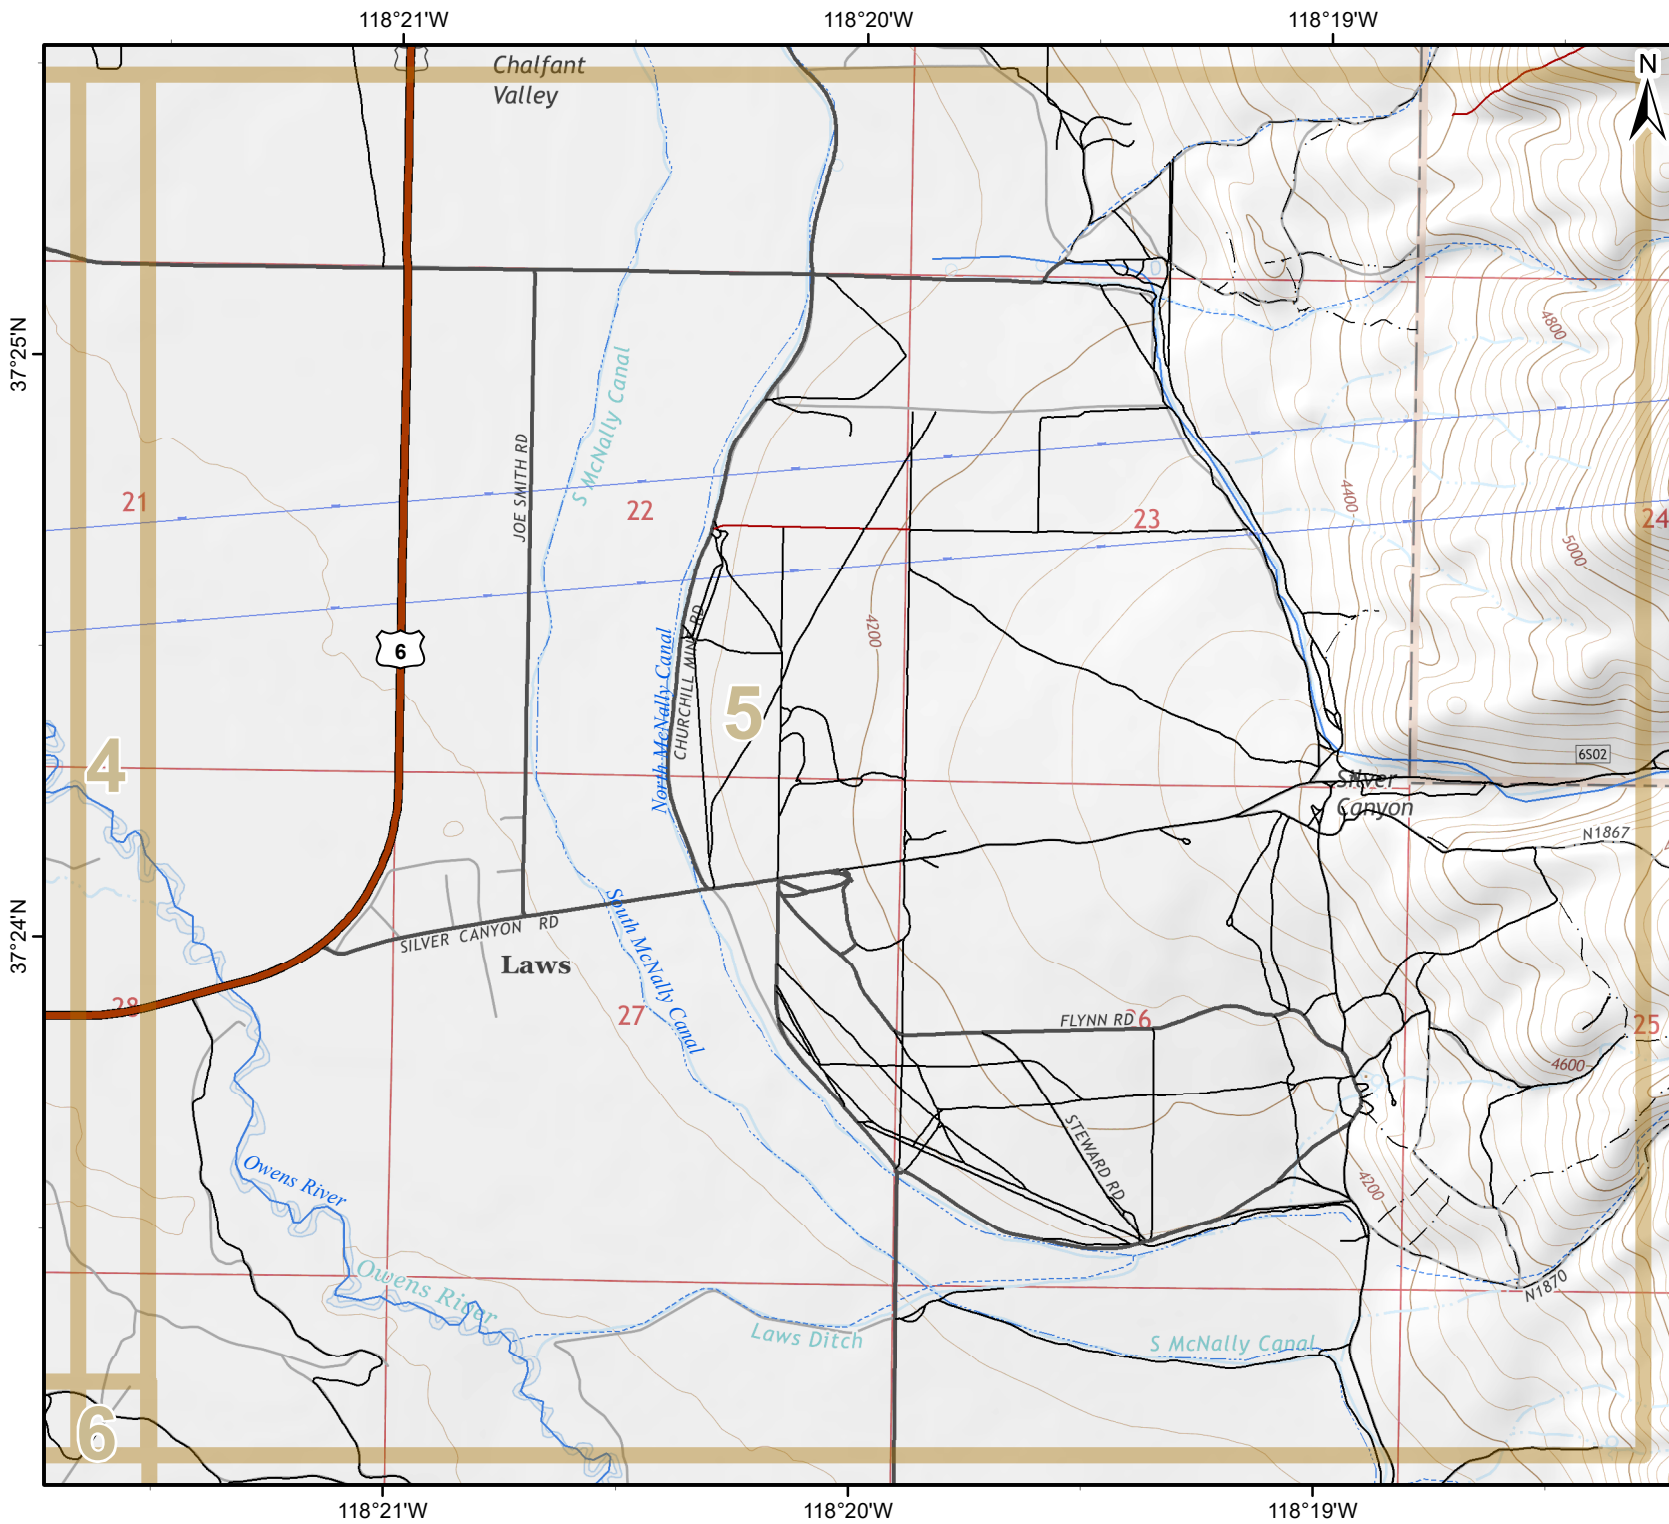 118°21'W
118°20'W
118°19'W
Chalfant
Valley
N
37°25'N
4800
S McNally Canal
JOE SMITH RD
21
22
23
24
4400
5000
6
4200
North McNally Canal
CHURCHILL MINE RD
5
4
6S02
Silver
Canyon
N1867
37°24'N
SILVER CANYON RD
South McNally Canal
Laws
28
27
FLYNN RD
26
25
4600
STEWARD RD
Owens River
4200
Owens River
N1870
Laws Ditch
S McNally Canal
6
118°21'W
118°20'W
118°19'W